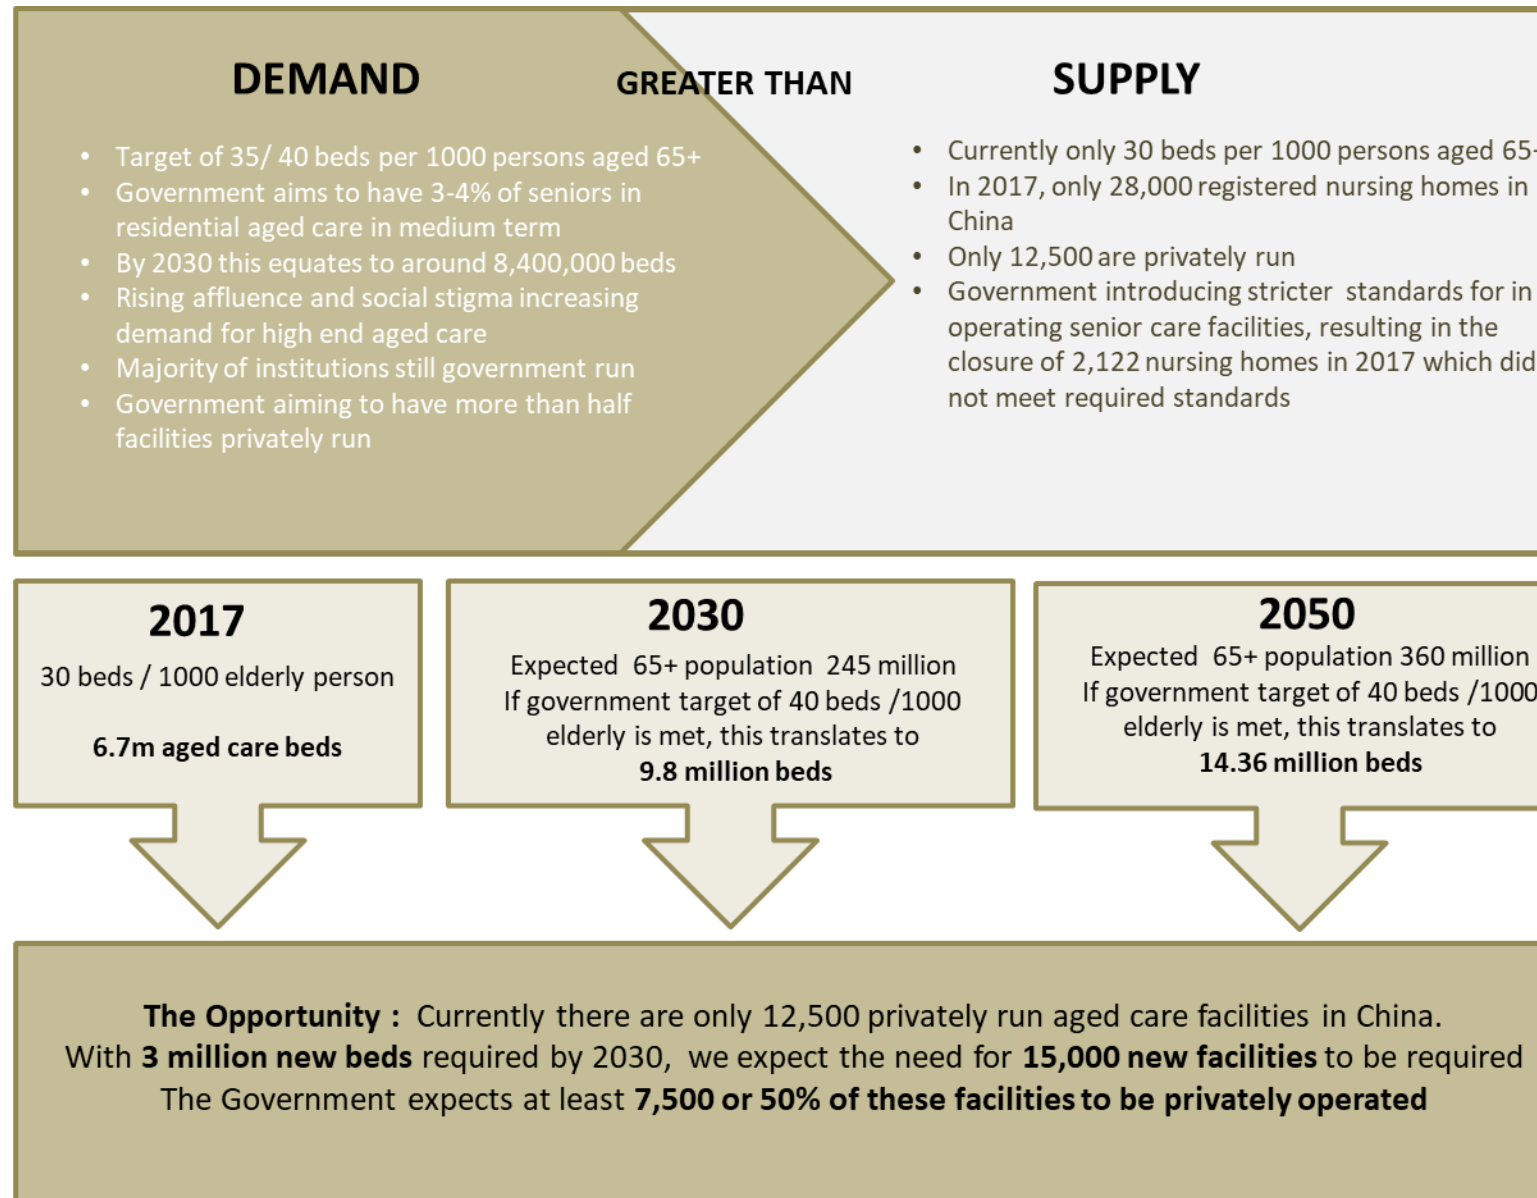 DEMAND
GREATER THAN
SUPPLY
• Target of 35/ 40 beds per 1000 persons aged 65+
• Government aims to have 3-4% of seniors in
residential aged care in medium term
• By 2030 this equates to around 8,400,000 beds
• Rising affluence and social stigma increasing
demand for high end aged care
• Majority of institutions still government run
• Government aiming to have more than half
facilities privately run
• Currently only 30 beds per 1000 persons aged 65+
• In 2017, only 28,000 registered nursing homes in
China
• Only 12,500 are privately run
• Government introducing stricter standards for in
operating senior care facilities, resulting in the
closure of 2,122 nursing homes in 2017 which did
not meet required standards
2017
30 beds / 1000 elderly person
6.7m aged care beds
2030
Expected 65+ population 245 million
If government target of 40 beds /1000
elderly is met, this translates to
9.8 million beds
2050
Expected 65+ population 360 million
If government target of 40 beds /1000
elderly is met, this translates to
14.36 million beds
The Opportunity : Currently there are only 12,500 privately run aged care facilities in China.
With 3 million new beds required by 2030, we expect the need for 15,000 new facilities to be required
The Government expects at least 7,500 or 50% of these facilities to be privately operated